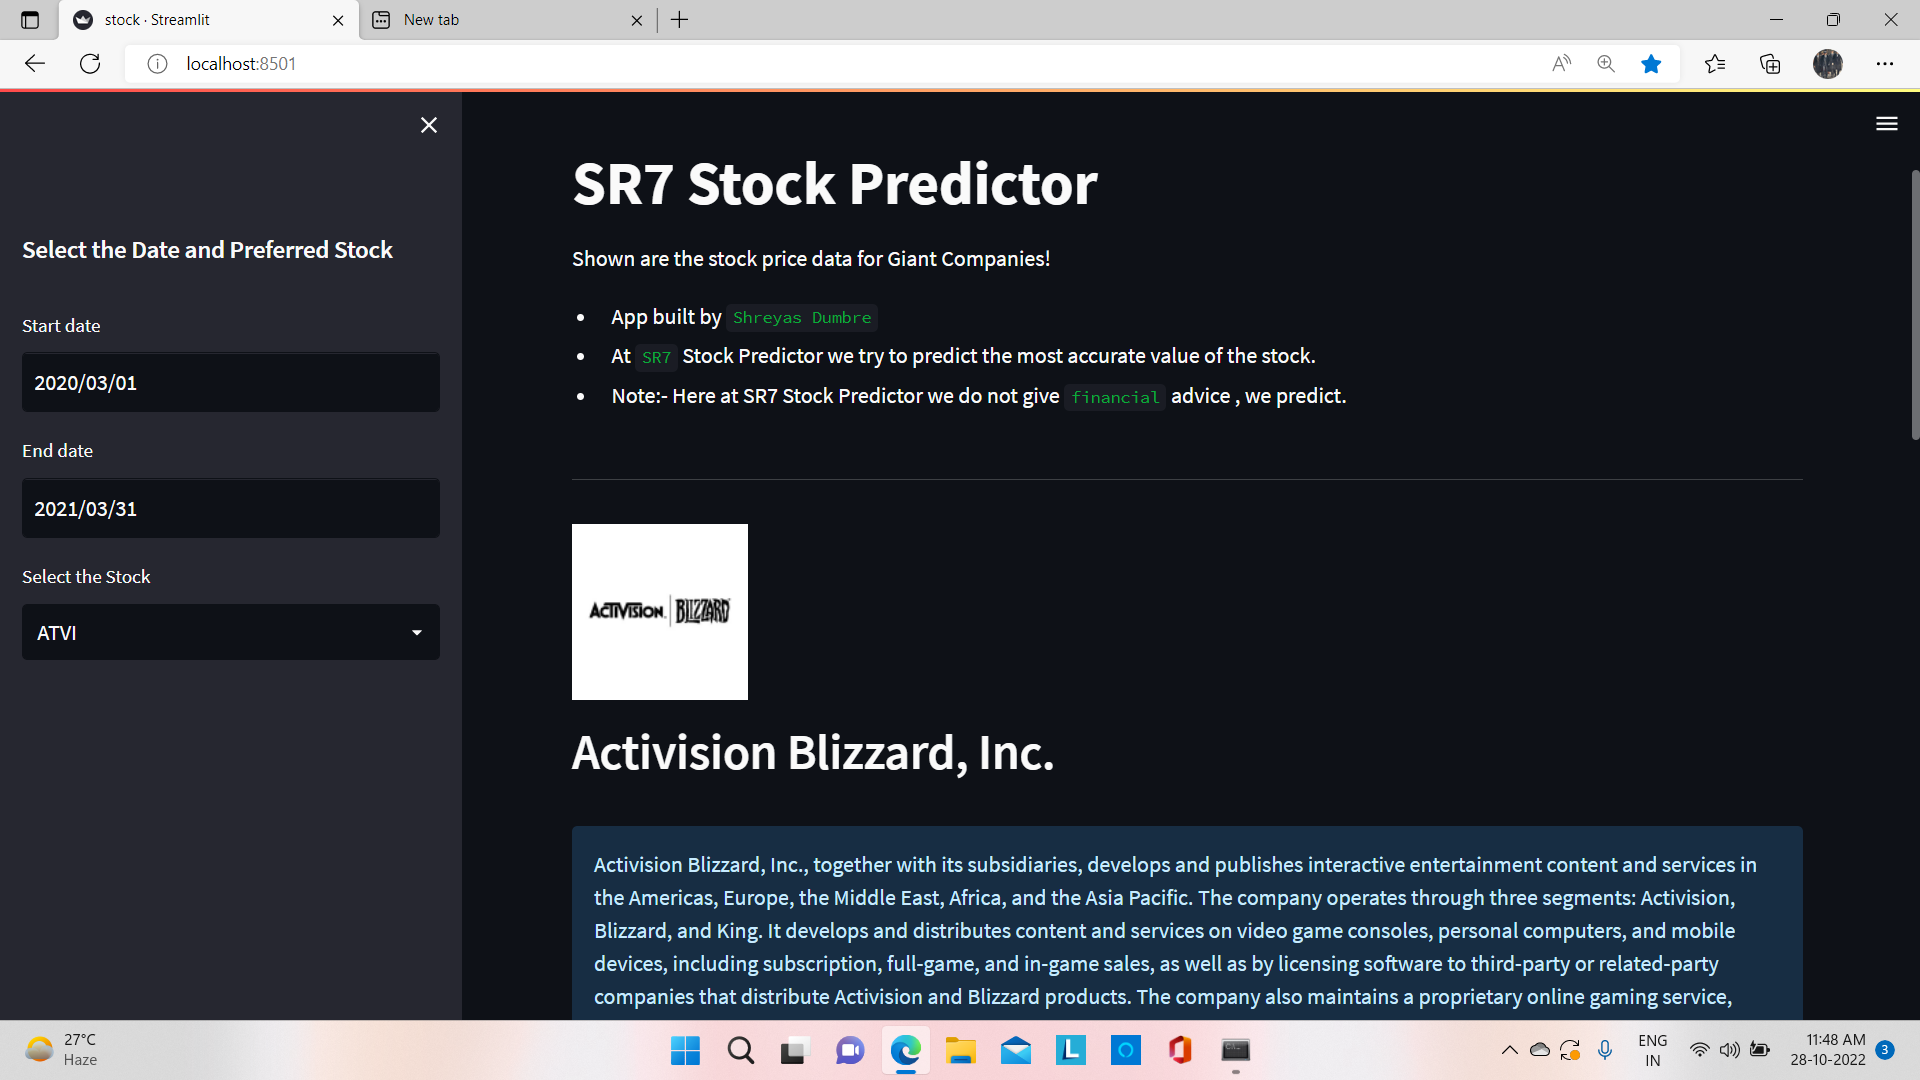 stock · Streamlit
New tab
localhost:8501
Select the Date and Preferred Stock
Start date
2020/03/01
End date
2021/03/31
Select the Stock
ATVI
SR7 Stock Predictor
Shown are the stock price data for Giant Companies!
• App built by Shreyas Dumbre
• At SR7 Stock Predictor we try to predict the most accurate value of the stock.
• Note:- Here at SR7 Stock Predictor we do not give financial advice , we predict.
ACTIVISION | BLIZZARD
Activision Blizzard, Inc.
Activision Blizzard, Inc., together with its subsidiaries, develops and publishes interactive entertainment content and services in
the Americas, Europe, the Middle East, Africa, and the Asia Pacific. The company operates through three segments: Activision,
Blizzard, and King. It develops and distributes content and services on video game consoles, personal computers, and mobile
devices, including subscription, full-game, and in-game sales, as well as by licensing software to third-party or related-party
companies that distribute Activision and Blizzard products. The company also maintains a proprietary online gaming service,
27°C
Haze
L
ENG
IN
11:48 AM
28-10-2022
3